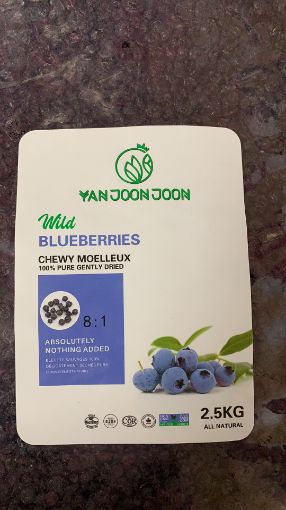 YAN JOON JOON
Wild
BLUEBERRIES
CHEWY MOELLEUX
100% PURE GENTLY DRIED
8:1
ABSOLUTELY
NOTHING ADDED
2.5KG
ALL NATURAL